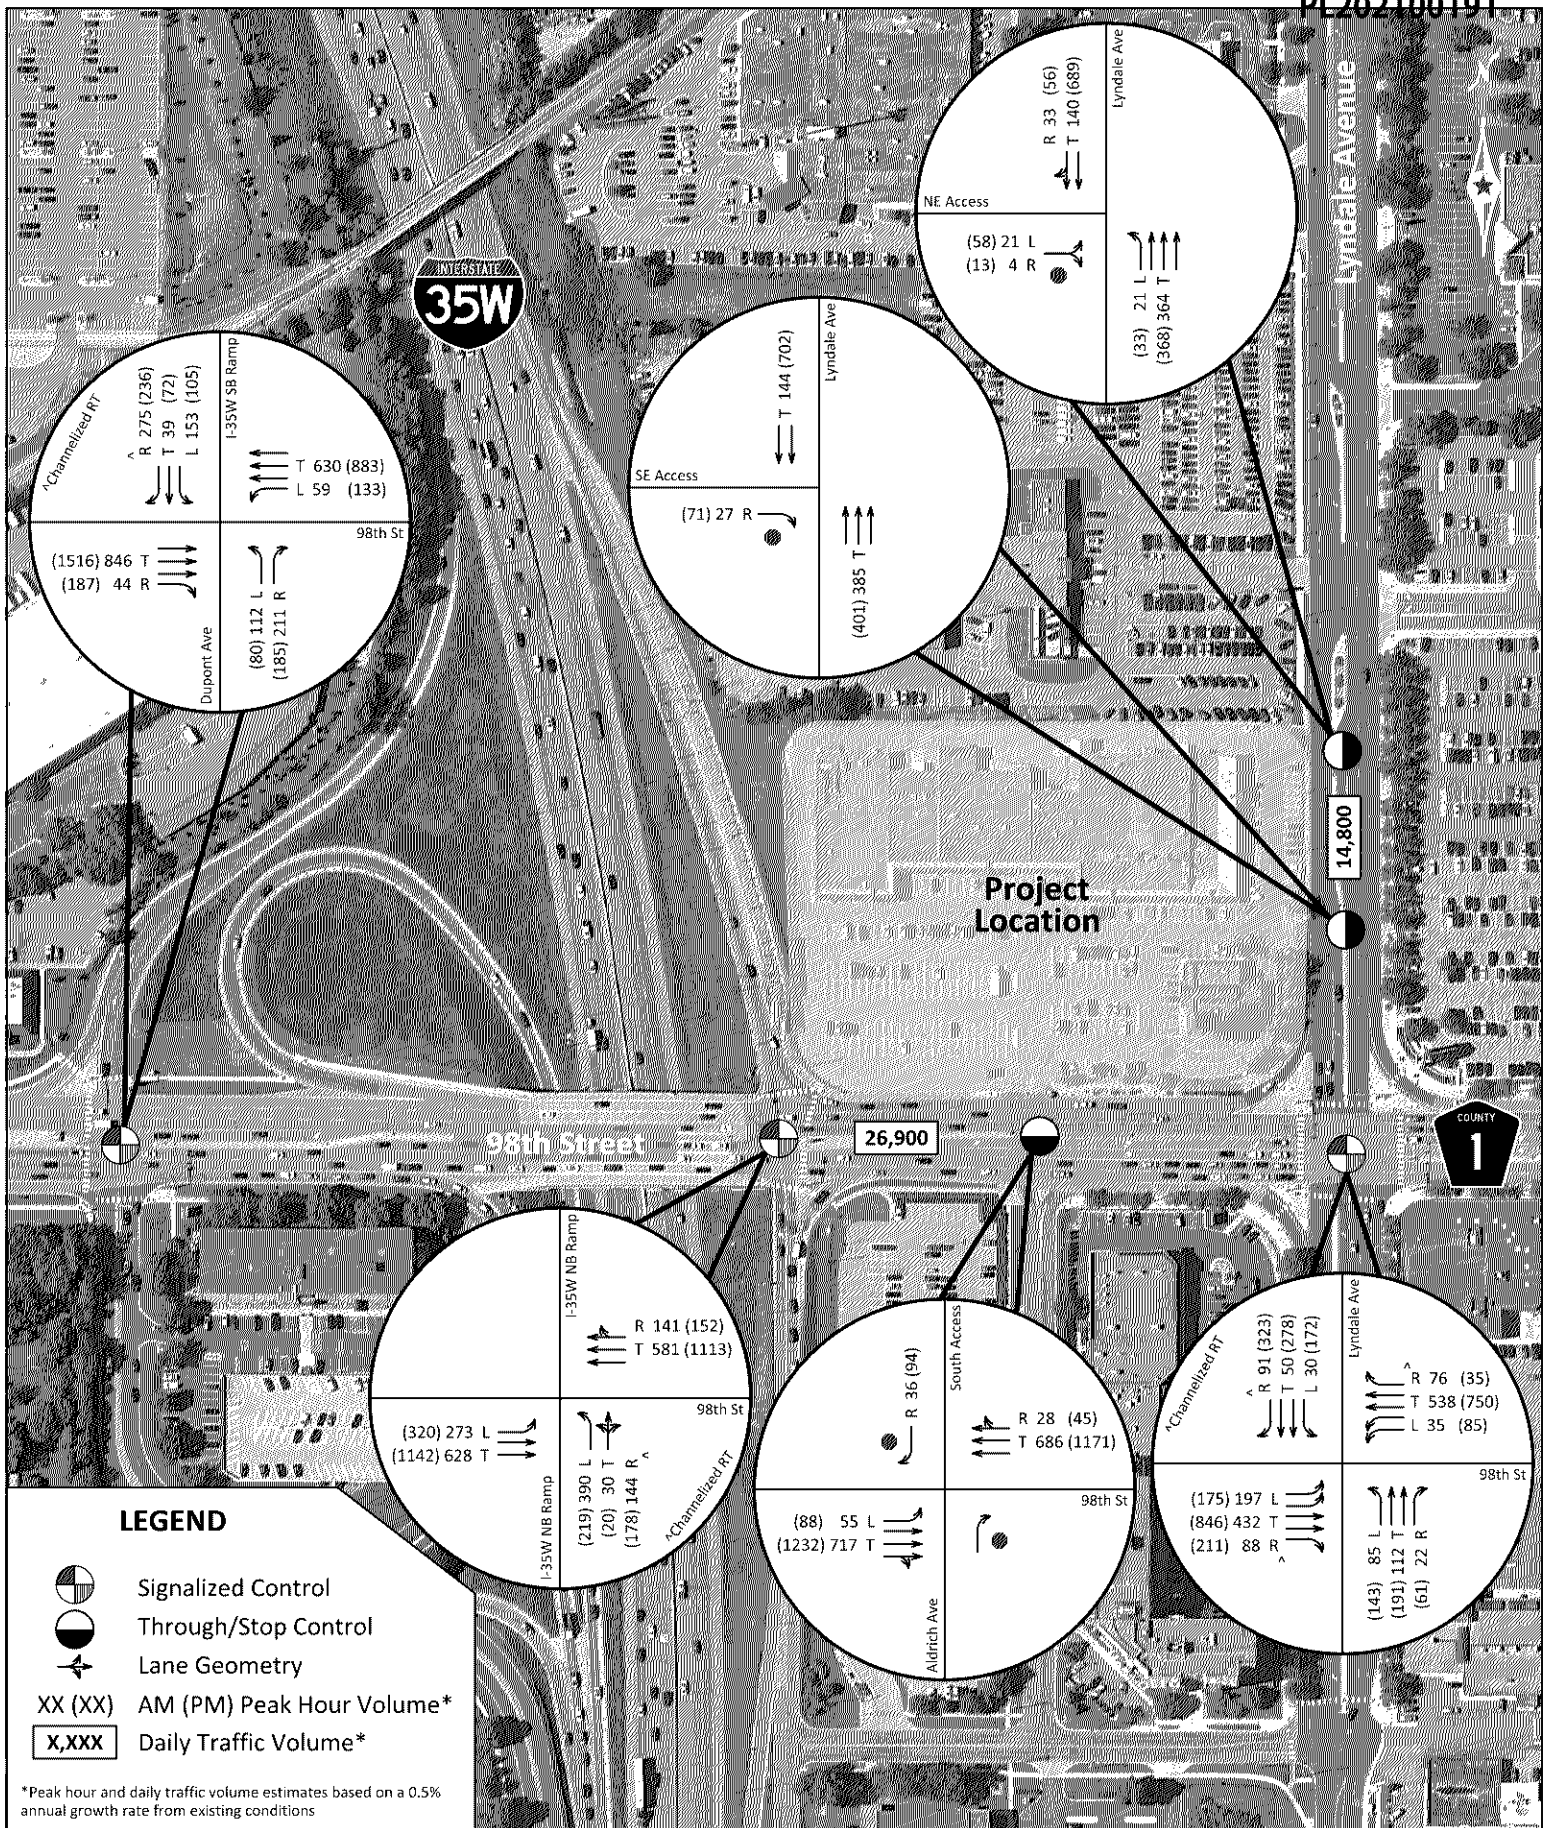 PL202100191
Lyndale Avenue
Lyndale Ave
R 33 (56)
T 140 (689)
NE Access
(58) 21 L
(13) 4 R
(33) 21 L
(368) 364 T
INTERSTATE
35W
Lyndale Ave
T 144 (702)
SE Access
(71) 27 R
(401) 385 T
^Channelized RT
^
R 275 (236)
T 39 (72)
L 153 (105)
I-35W SB Ramp
T 630 (883)
L 59 (133)
98th St
(1516) 846 T
(187) 44 R
Dupont Ave
(80) 112 L
(185) 211 R
14,800
Project
Location
98th Street
26,900
COUNTY
1
I-35W NB Ramp
R 141 (152)
T 581 (1113)
98th St
(320) 273 L
(1142) 628 T
I-35W NB Ramp
(219) 390 L
(20) 30 T
(178) 144 R
^
^Channelized RT
South Access
R 36 (94)
R 28 (45)
T 686 (1171)
98th St
(88) 55 L
(1232) 717 T
Aldrich Ave
^Channelized RT
^
R 91 (323)
T 50 (278)
L 30 (172)
Lyndale Ave
^
R 76 (35)
T 538 (750)
L 35 (85)
98th St
(175) 197 L
(846) 432 T
(211) 88 R
^
(143) 85 L
(191) 112 T
(61) 22 R
LEGEND
Signalized Control
Through/Stop Control
Lane Geometry
XX (XX) AM (PM) Peak Hour Volume*
X,XXX Daily Traffic Volume*
*Peak hour and daily traffic volume estimates based on a 0.5%
annual growth rate from existing conditions